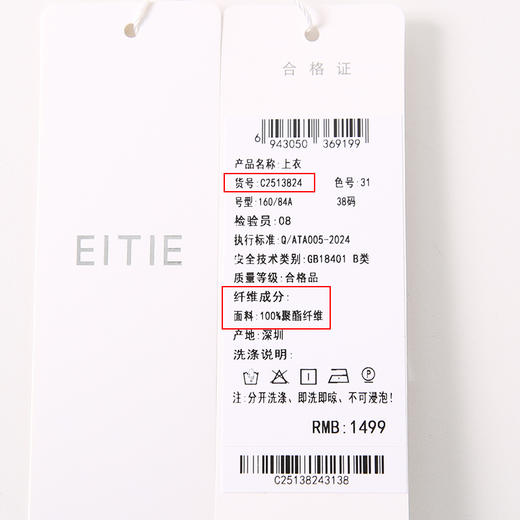 EITIE
合格证
6 943050 369199
产品名称:上衣
货号:C2513824 色号:31
号型:160/84A 38码
检验员:08
执行标准:Q/ATA005-2024
安全技术类别:GB18401 B类
质量等级:合格品
纤维成分:
面料:100%聚酯纤维
产地:深圳
洗涤说明:
P
注:分开洗涤、即洗即晾、不可浸泡!
RMB:1499
C25138243138